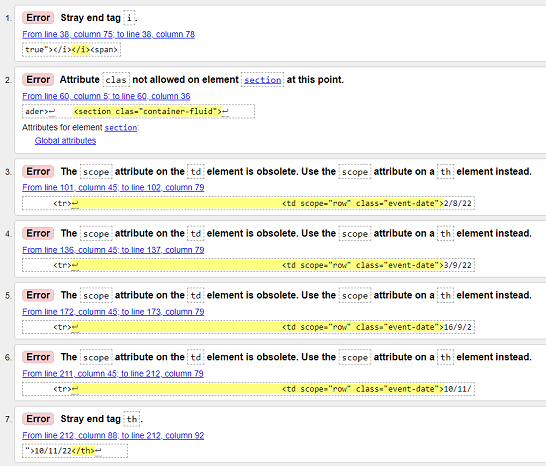 1. Error Stray end tag i.
From line 38, column 75; to line 38, column 78
true"></i></i><span>
2. Error Attribute clas not allowed on element section at this point.
From line 60, column 5; to line 60, column 36
ader>↩ <section clas="container-fluid">↩
Attributes for element section:
Global attributes
3. Error The scope attribute on the td element is obsolete. Use the scope attribute on a th element instead.
From line 101, column 45; to line 102, column 79
<tr>↩ <td scope="row" class="event-date">2/8/22
4. Error The scope attribute on the td element is obsolete. Use the scope attribute on a th element instead.
From line 136, column 45; to line 137, column 79
<tr>↩ <td scope="row" class="event-date">3/9/22
5. Error The scope attribute on the td element is obsolete. Use the scope attribute on a th element instead.
From line 172, column 45; to line 173, column 79
<tr>↩ <td scope="row" class="event-date">16/9/2
6. Error The scope attribute on the td element is obsolete. Use the scope attribute on a th element instead.
From line 211, column 45; to line 212, column 79
<tr>↩ <td scope="row" class="event-date">10/11/
7. Error Stray end tag th.
From line 212, column 88; to line 212, column 92
">10/11/22</th>↩